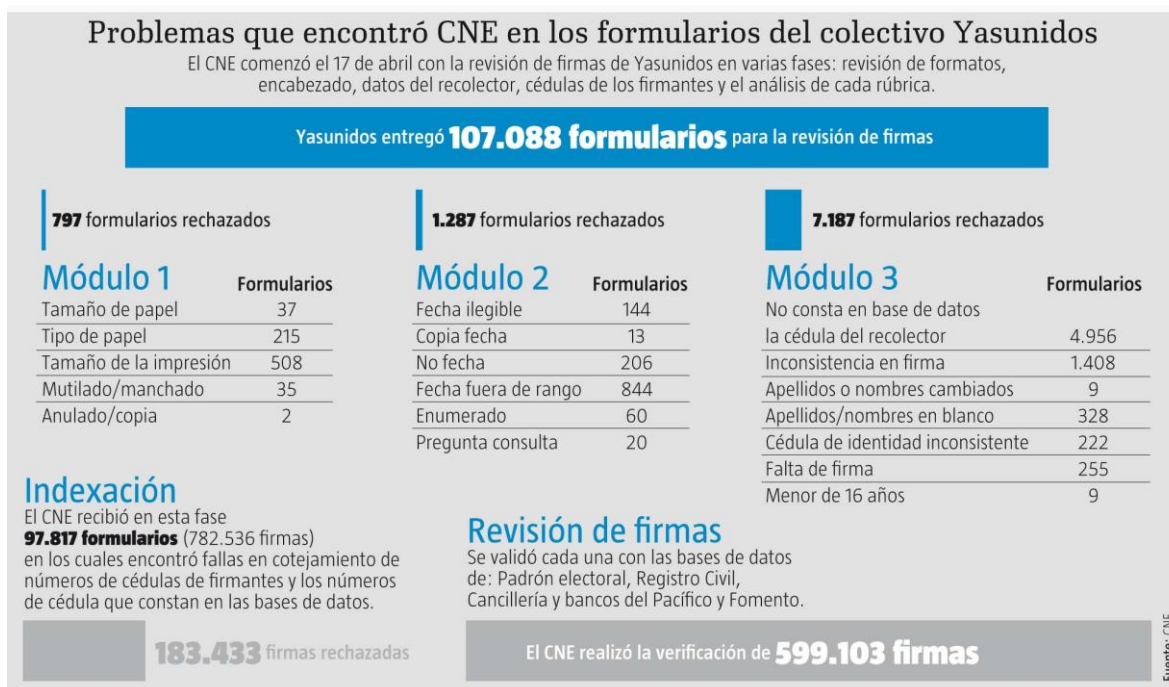 Problemas que encontró CNE en los formularios del colectivo Yasunidos
El CNE comenzó el 17 de abril con la revisión de firmas de Yasunidos en varias fases: revisión de formatos,
encabezado, datos del recolector, cédulas de los firmantes y el análisis de cada rúbrica.
Yasunidos entregó 107.088 formularios para la revisión de firmas
797 formularios rechazados
Módulo 1 Formularios
Tamaño de papel 37
Tipo de papel 215
Tamaño de la impresión 508
Mutilado/manchado 35
Anulado/copia 2
1.287 formularios rechazados
Módulo 2 Formularios
Fecha ilegible 144
Copia fecha 13
No fecha 206
Fecha fuera de rango 844
Enumerado 60
Pregunta consulta 20
7.187 formularios rechazados
Módulo 3 Formularios
No consta en base de datos
la cédula del recolector 4.956
Inconsistencia en firma 1.408
Apellidos o nombres cambiados 9
Apellidos/nombres en blanco 328
Cédula de identidad inconsistente 222
Falta de firma 255
Menor de 16 años 9
Indexación
El CNE recibió en esta fase
97.817 formularios (782.536 firmas)
en los cuales encontró fallas en cotejamiento de
números de cédulas de firmantes y los números
de cédula que constan en las bases de datos.
183.433 firmas rechazadas
Revisión de firmas
Se validó cada una con las bases de datos
de: Padrón electoral, Registro Civil,
Cancillería y bancos del Pacífico y Fomento.
El CNE realizó la verificación de 599.103 firmas
Fuente: CNE